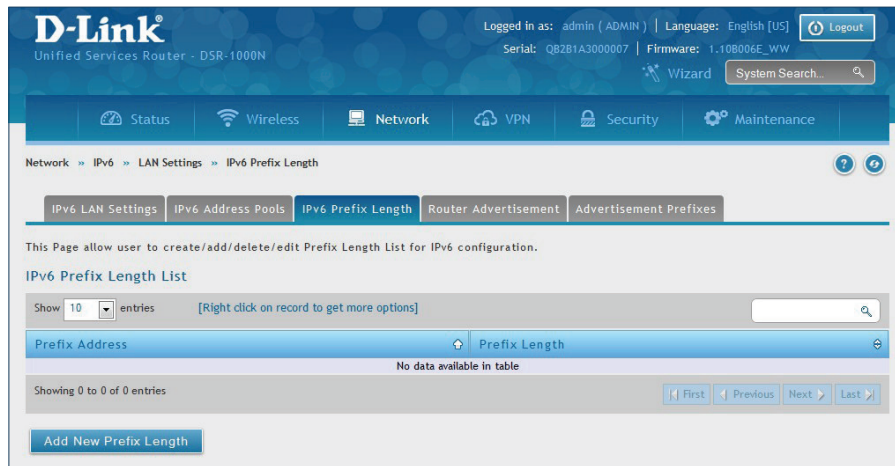 D-Link
Unified Services Router - DSR-1000N
Logged in as: admin ( ADMIN ) | Language: English [US]
Logout
Serial: QB2B1A3000007 | Firmware: 1.10B006E_WW
Wizard
System Search...
Status
Wireless
Network
VPN
Security
Maintenance
Network » IPv6 » LAN Settings » IPv6 Prefix Length
IPv6 LAN Settings
IPv6 Address Pools
IPv6 Prefix Length
Router Advertisement
Advertisement Prefixes
This Page allow user to create/add/delete/edit Prefix Length List for IPv6 configuration.
IPv6 Prefix Length List
Show 10 entries [Right click on record to get more options]
Prefix Address
Prefix Length
No data available in table
Showing 0 to 0 of 0 entries
First
Previous
Next
Last
Add New Prefix Length